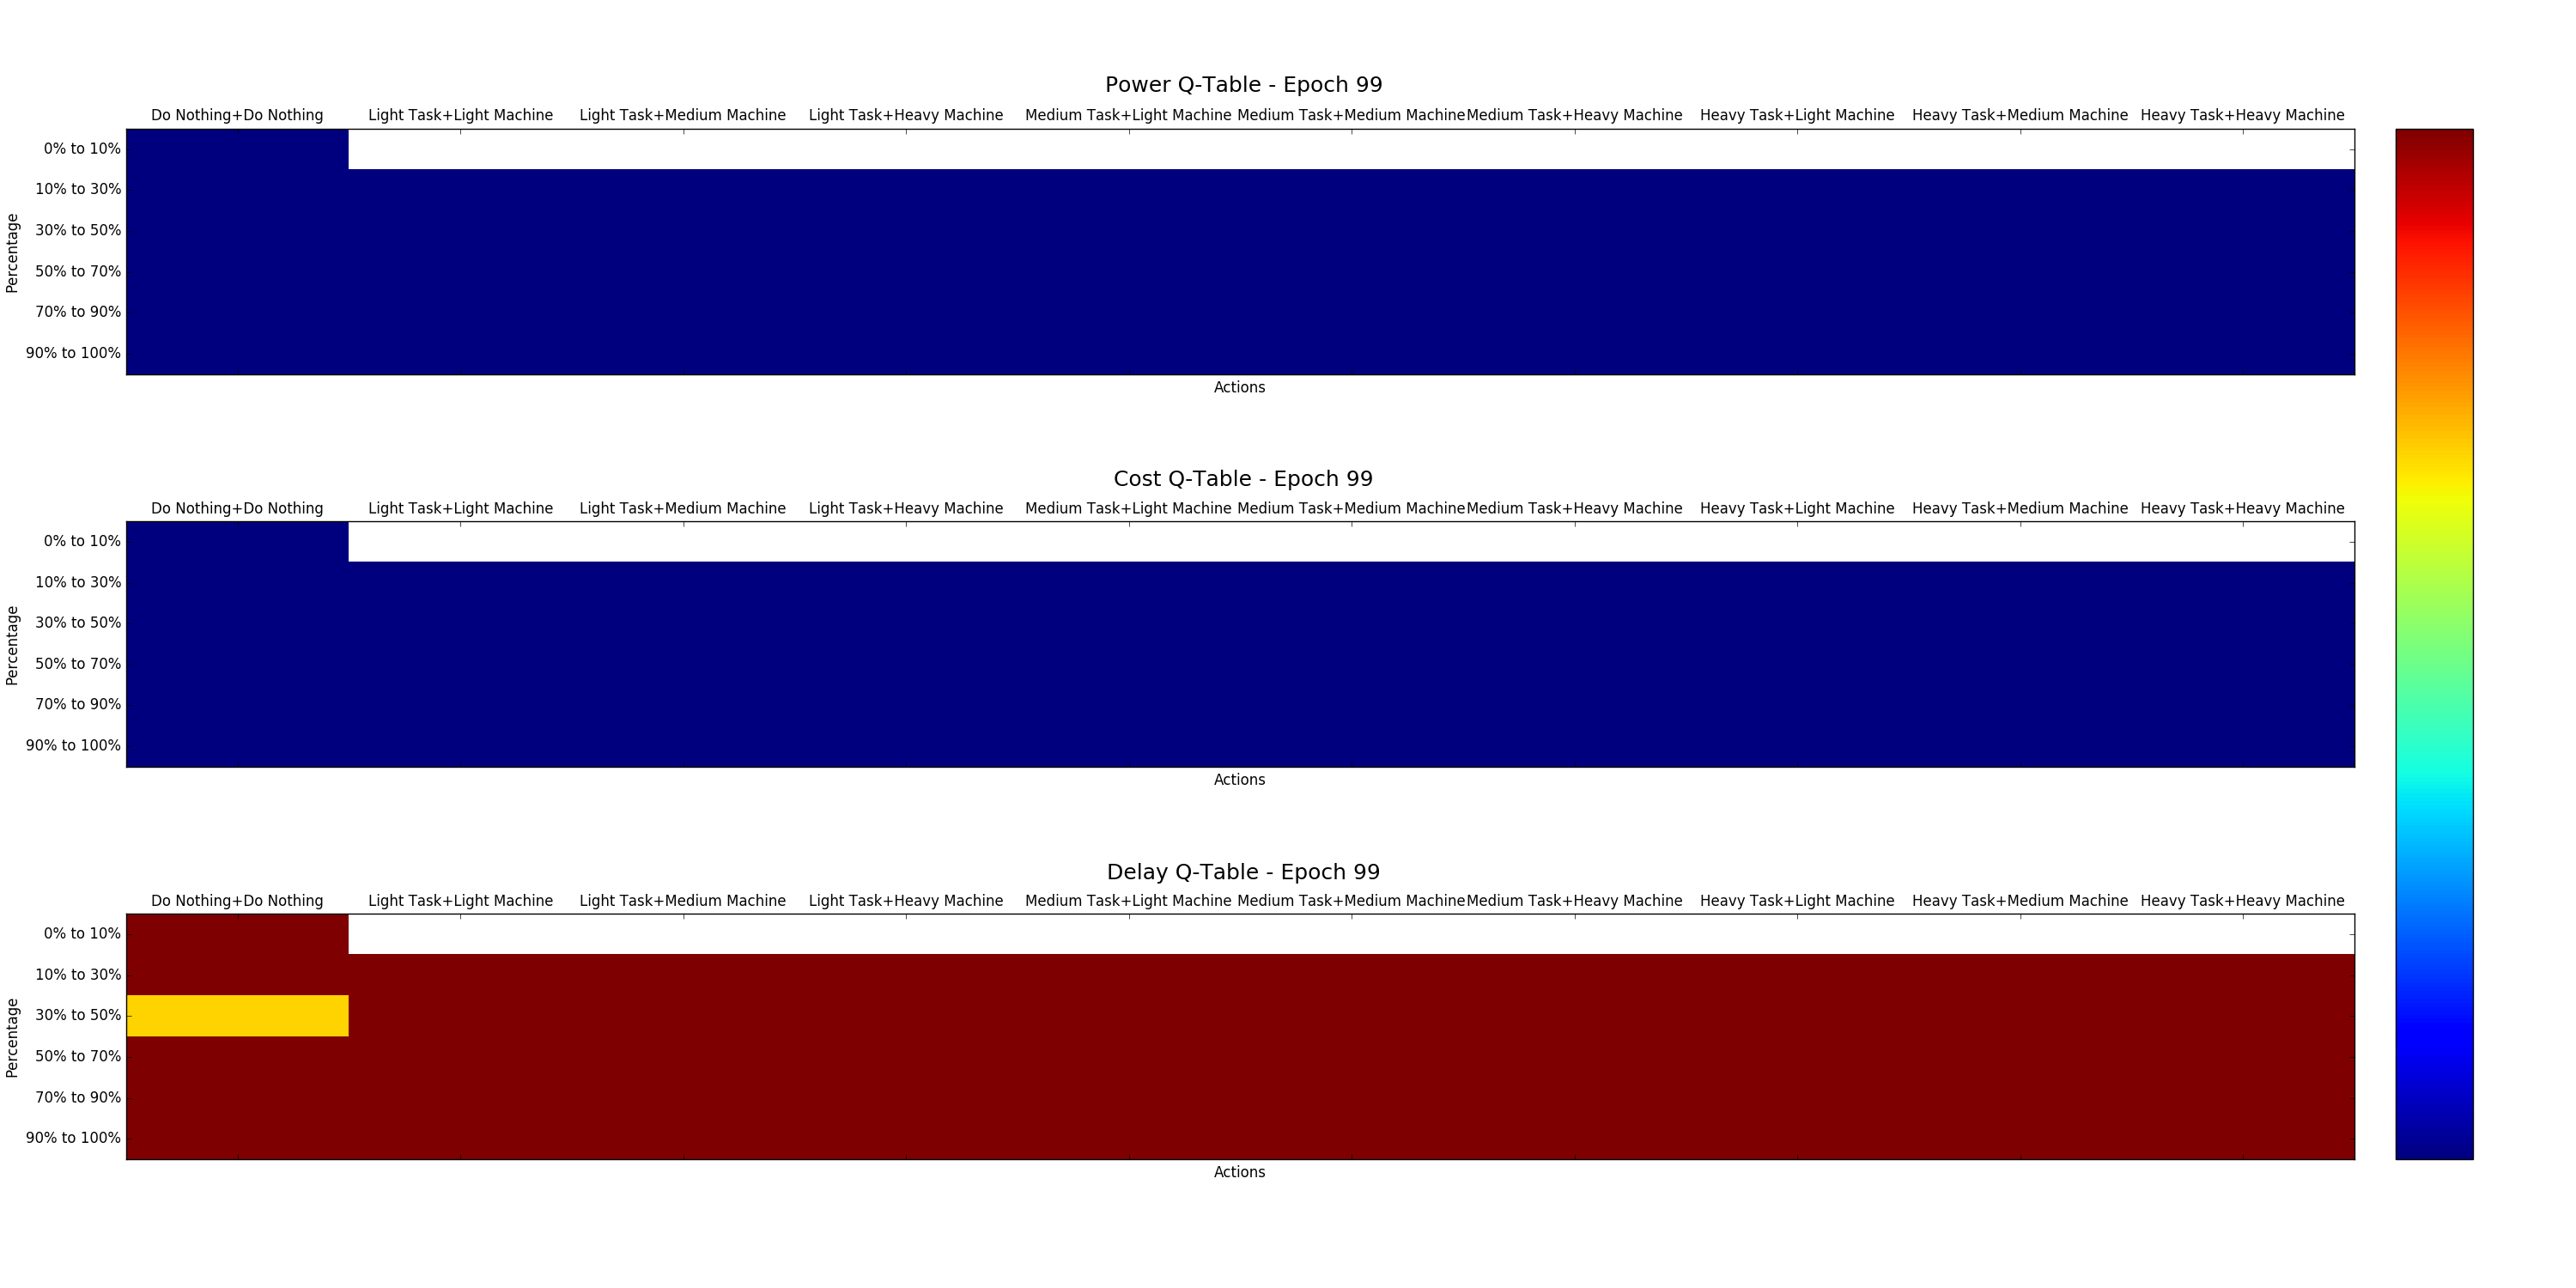 Power Q-Table - Epoch 99
Do Nothing+Do Nothing Light Task+Light Machine Light Task+Medium Machine Light Task+Heavy Machine Medium Task+Light Machine Medium Task+Medium Machine Medium Task+Heavy Machine Heavy Task+Light Machine Heavy Task+Medium Machine Heavy Task+Heavy Machine
Percentage
0% to 10%
10% to 30%
30% to 50%
50% to 70%
70% to 90%
90% to 100%
Actions
Cost Q-Table - Epoch 99
Do Nothing+Do Nothing Light Task+Light Machine Light Task+Medium Machine Light Task+Heavy Machine Medium Task+Light Machine Medium Task+Medium Machine Medium Task+Heavy Machine Heavy Task+Light Machine Heavy Task+Medium Machine Heavy Task+Heavy Machine
Percentage
0% to 10%
10% to 30%
30% to 50%
50% to 70%
70% to 90%
90% to 100%
Actions
Delay Q-Table - Epoch 99
Do Nothing+Do Nothing Light Task+Light Machine Light Task+Medium Machine Light Task+Heavy Machine Medium Task+Light Machine Medium Task+Medium Machine Medium Task+Heavy Machine Heavy Task+Light Machine Heavy Task+Medium Machine Heavy Task+Heavy Machine
Percentage
0% to 10%
10% to 30%
30% to 50%
50% to 70%
70% to 90%
90% to 100%
Actions